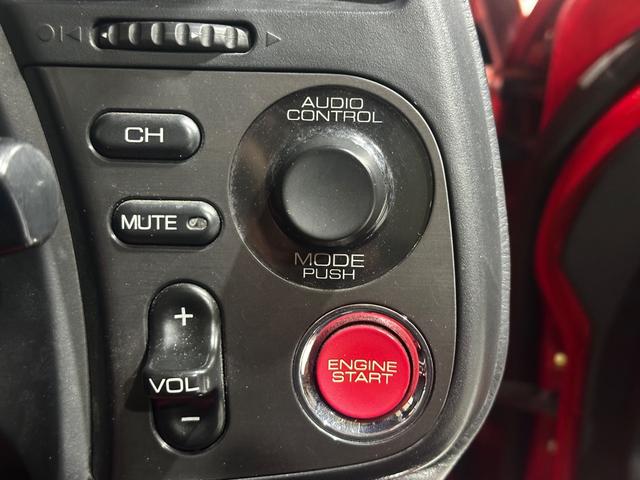 AUDIO
CONTROL
CH
MUTE
MODE
PUSH
+
VOL
−
ENGINE
START